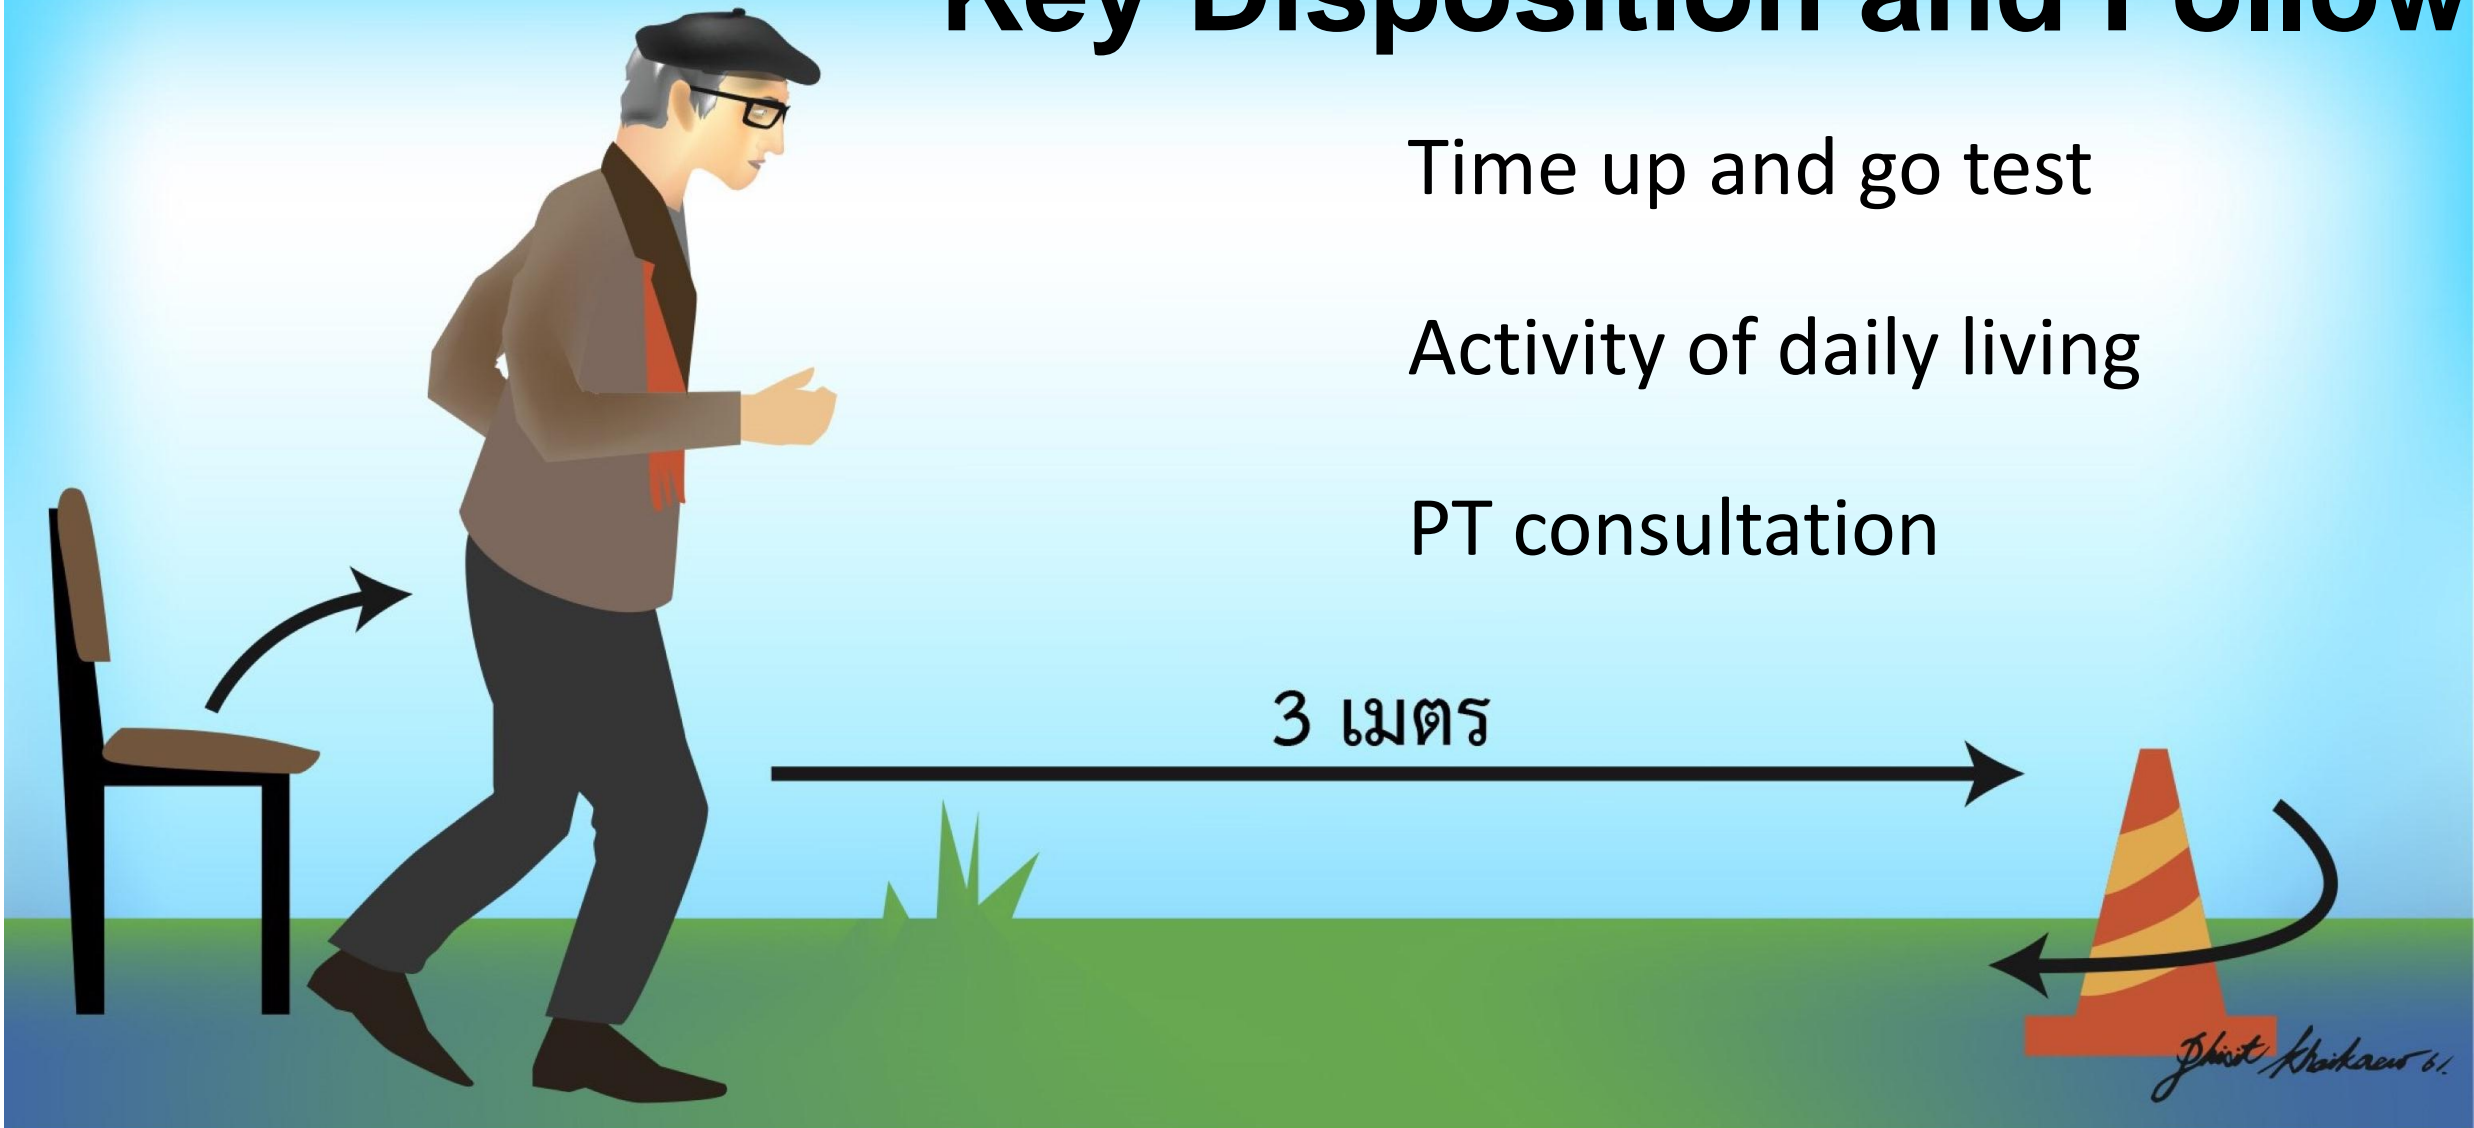 Key Disposition and Follow
Time up and go test
Activity of daily living
PT consultation
3 เมตร